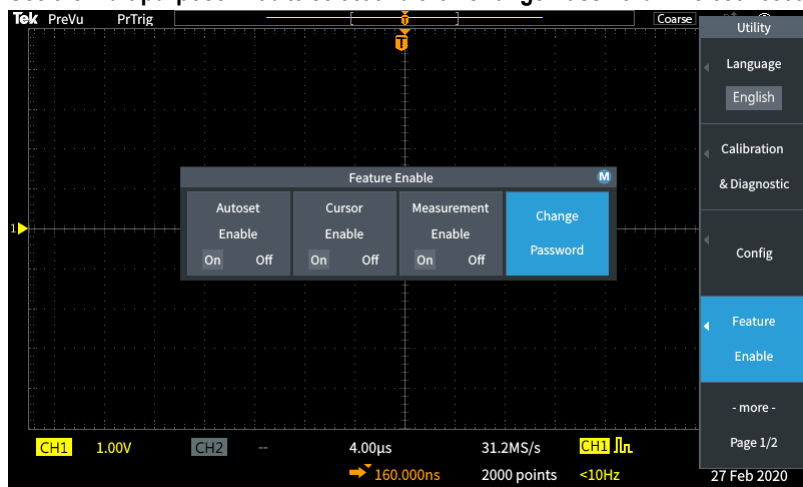 Tek PreVu PrTrig Coarse
Utility
Language
English
Calibration
& Diagnostic
Config
Feature
Enable
- more -
Page 1/2
Feature Enable M
Autoset
Enable
On Off
Cursor
Enable
On Off
Measurement
Enable
On Off
Change
Password
T
1
CH1 1.00V CH2 -- 4.00µs 31.2MS/s CH1
160.000ns 2000 points <10Hz 27 Feb 2020